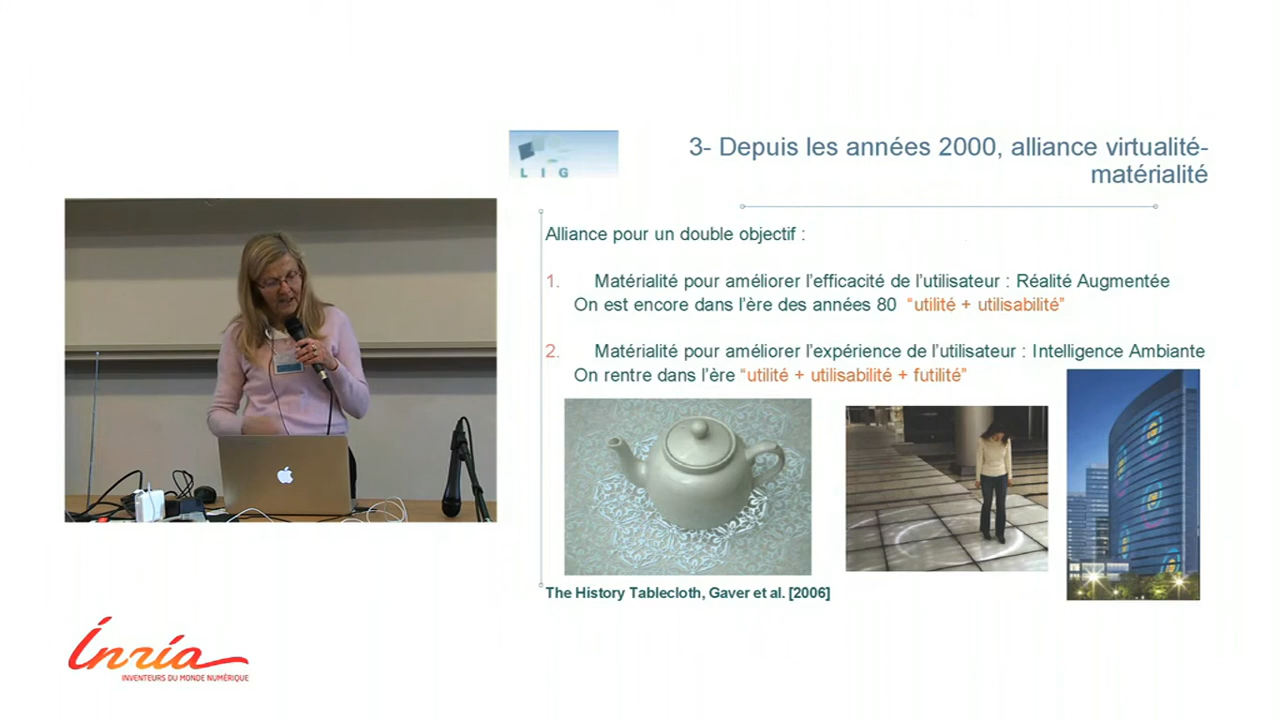 LIG
3- Depuis les années 2000, alliance virtualité-
matérialité
Alliance pour un double objectif :
1. Matérialité pour améliorer l'efficacité de l'utilisateur : Réalité Augmentée
On est encore dans l'ère des années 80 "utilité + utilisabilité"
2. Matérialité pour améliorer l'expérience de l'utilisateur : Intelligence Ambiante
On rentre dans l'ère "utilité + utilisabilité + futilité"
The History Tablecloth, Gaver et al. [2006]
Inria
INVENTEURS DU MONDE NUMÉRIQUE